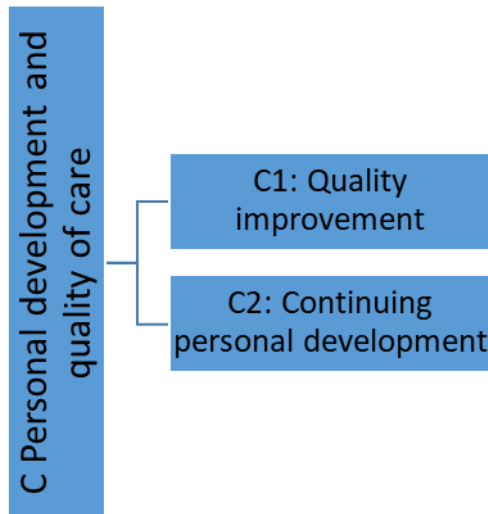 C Personal development and
quality of care
C1: Quality
improvement
C2: Continuing
personal development